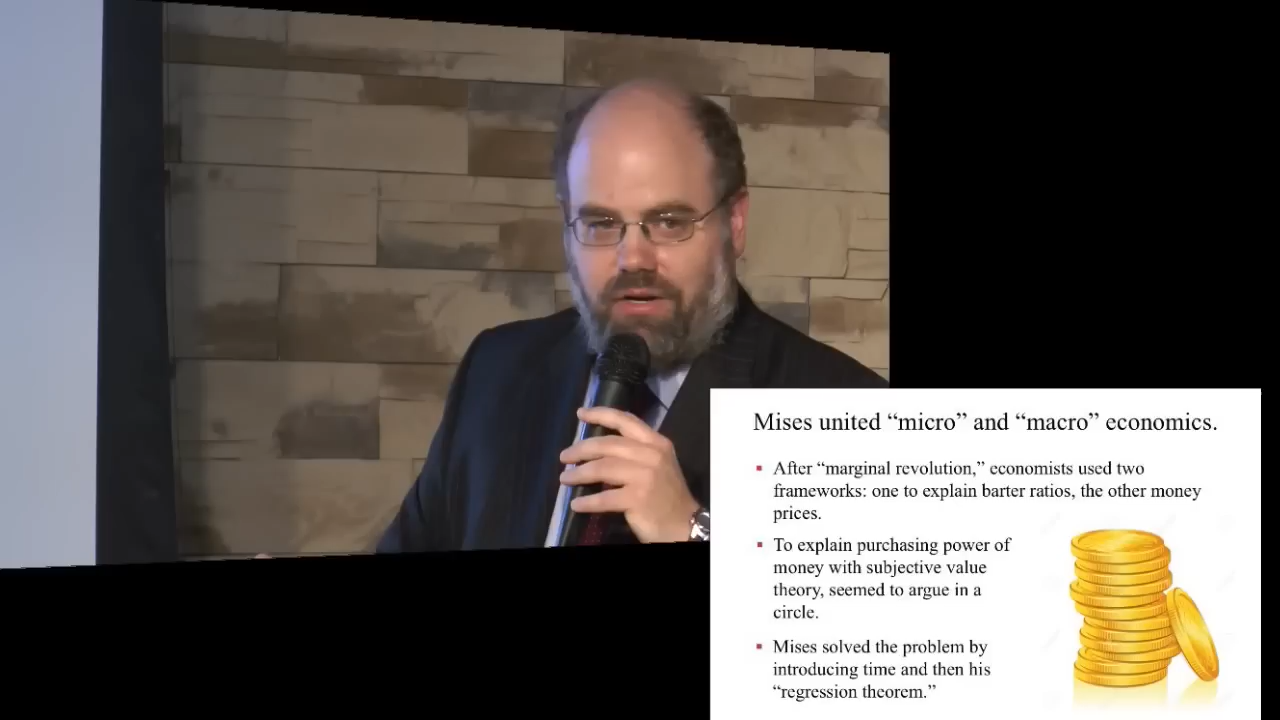 Mises united “micro” and “macro” economics.
▪ After “marginal revolution,” economists used two
frameworks: one to explain barter ratios, the other money
prices.
▪ To explain purchasing power of
money with subjective value
theory, seemed to argue in a
circle.
▪ Mises solved the problem by
introducing time and then his
“regression theorem.”